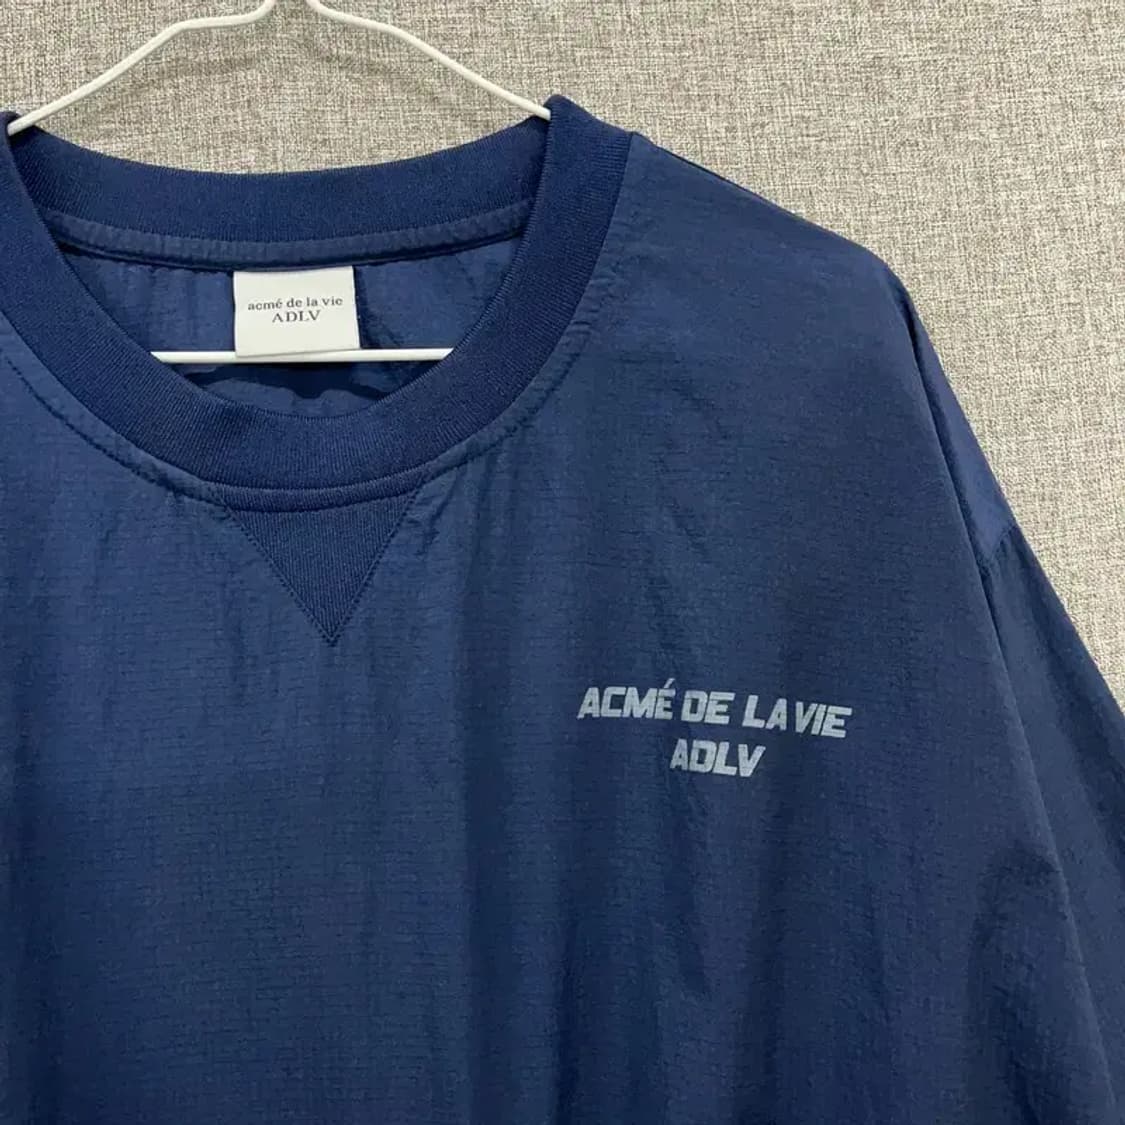 acmé de la vie
ADLV
ACMÉ DE LA VIE
ADLV